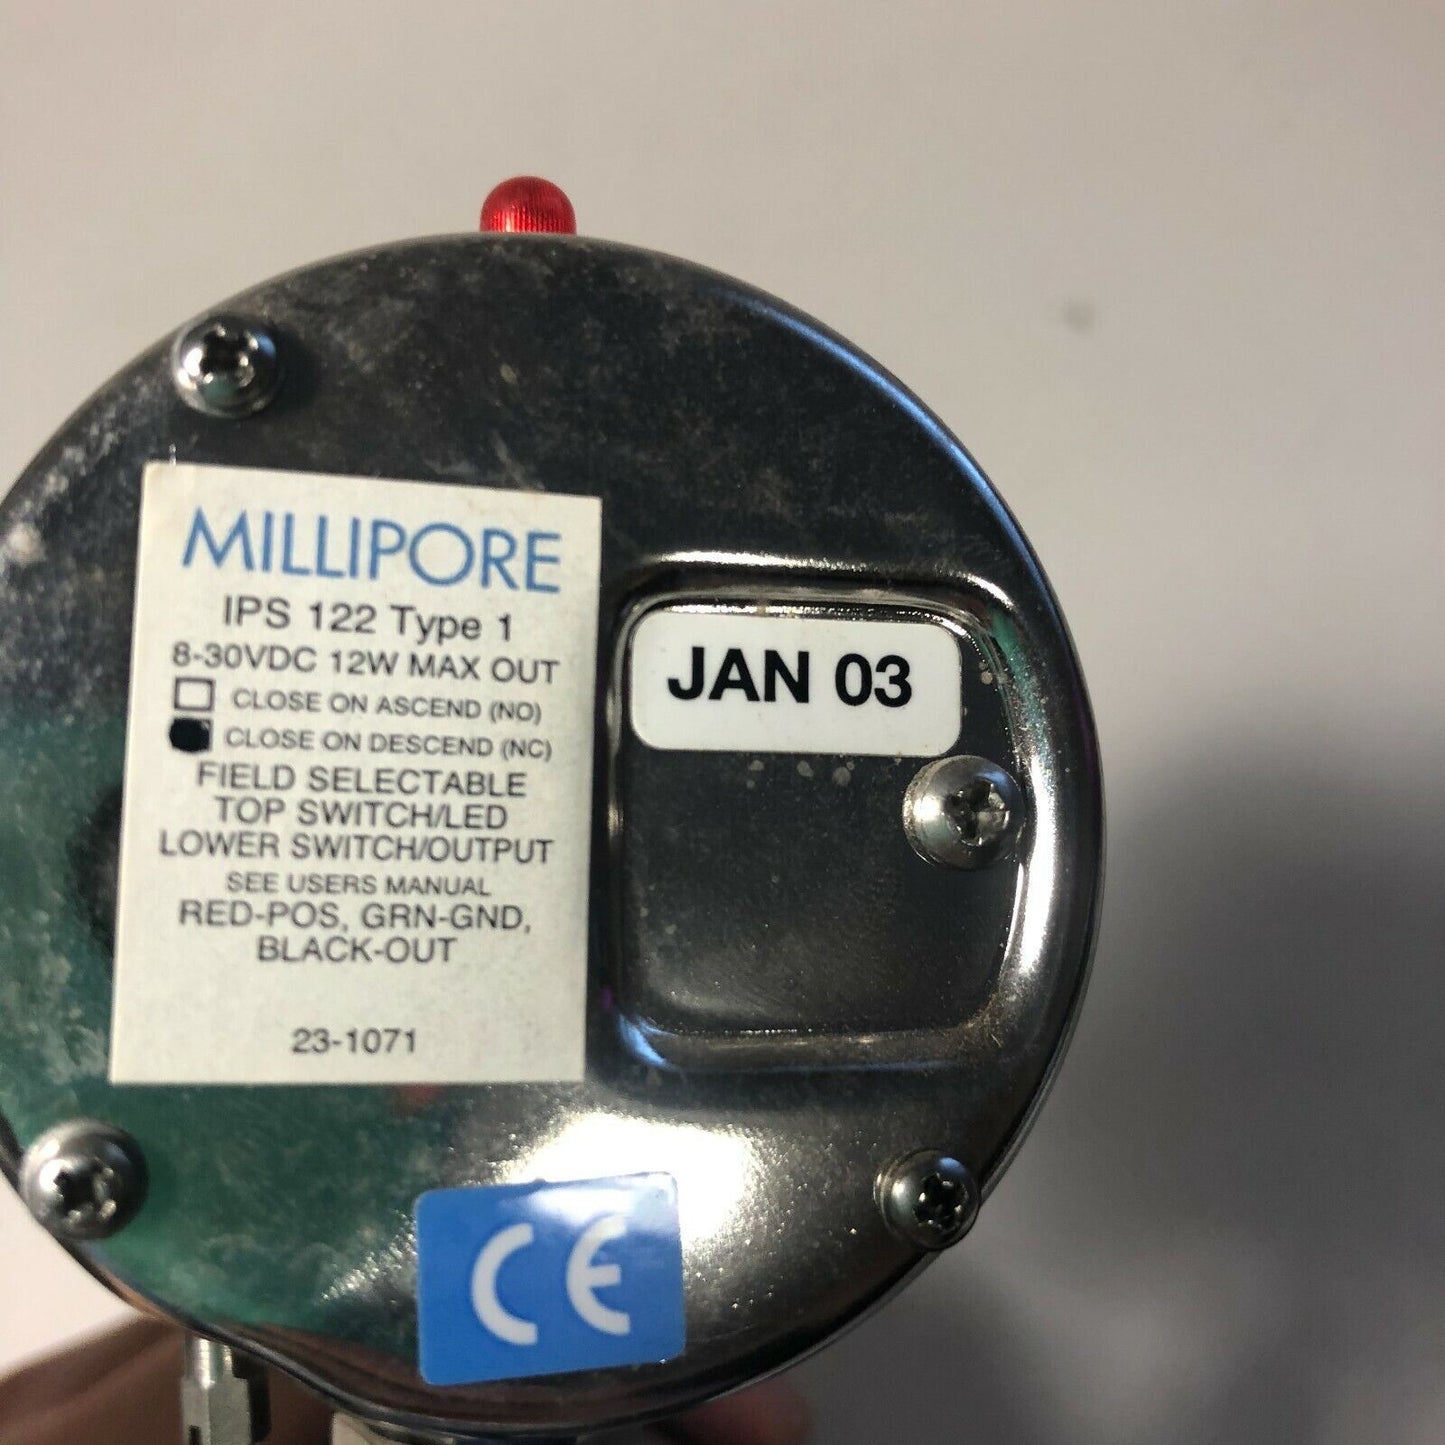 MILLIPORE
IPS 122 Type 1
8-30VDC 12W MAX OUT
CLOSE ON ASCEND (NO)
CLOSE ON DESCEND (NC)
FIELD SELECTABLE
TOP SWITCH/LED
LOWER SWITCH/OUTPUT
SEE USERS MANUAL
RED-POS, GRN-GND,
BLACK-OUT
23-1071
JAN 03
CE